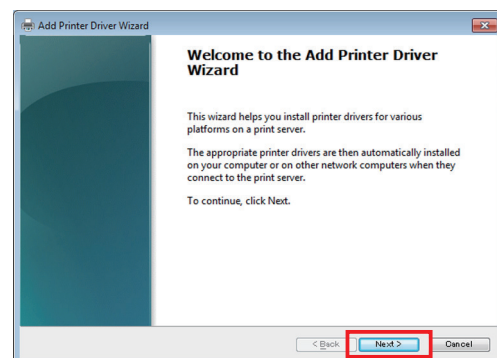 Add Printer Driver Wizard
Welcome to the Add Printer Driver
Wizard
This wizard helps you install printer drivers for various
platforms on a print server.
The appropriate printer drivers are then automatically installed
on your computer or on other network computers when they
connect to the print server.
To continue, click Next.
< Back Next > Cancel